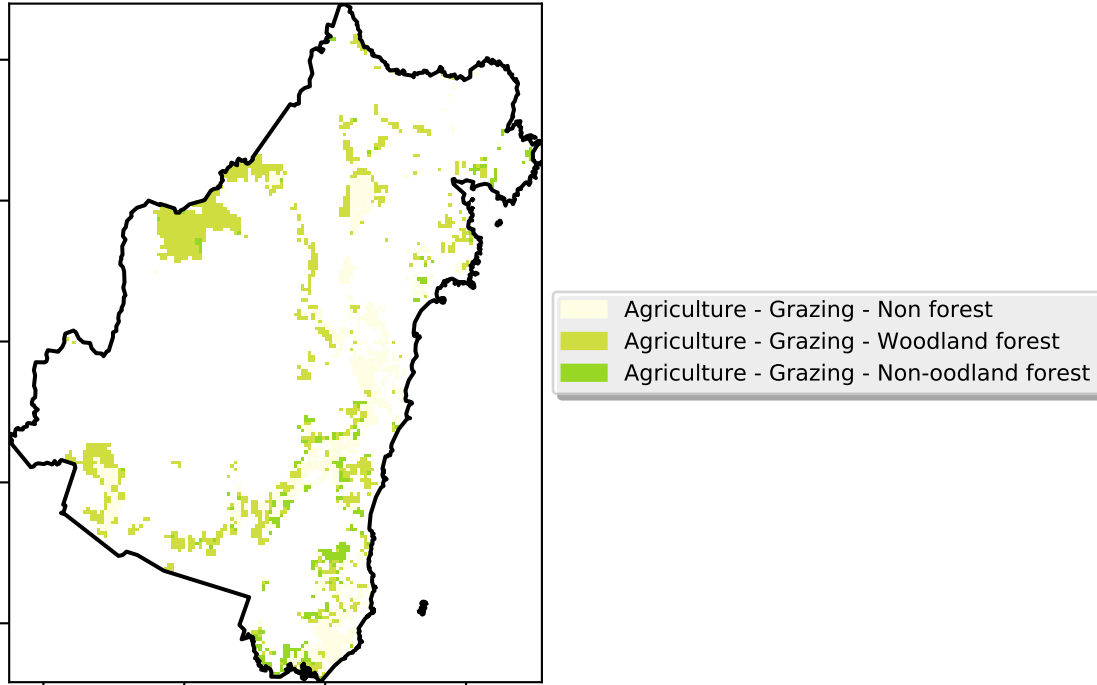 Agriculture - Grazing - Non forest
Agriculture - Grazing - Woodland forest
Agriculture - Grazing - Non-oodland forest